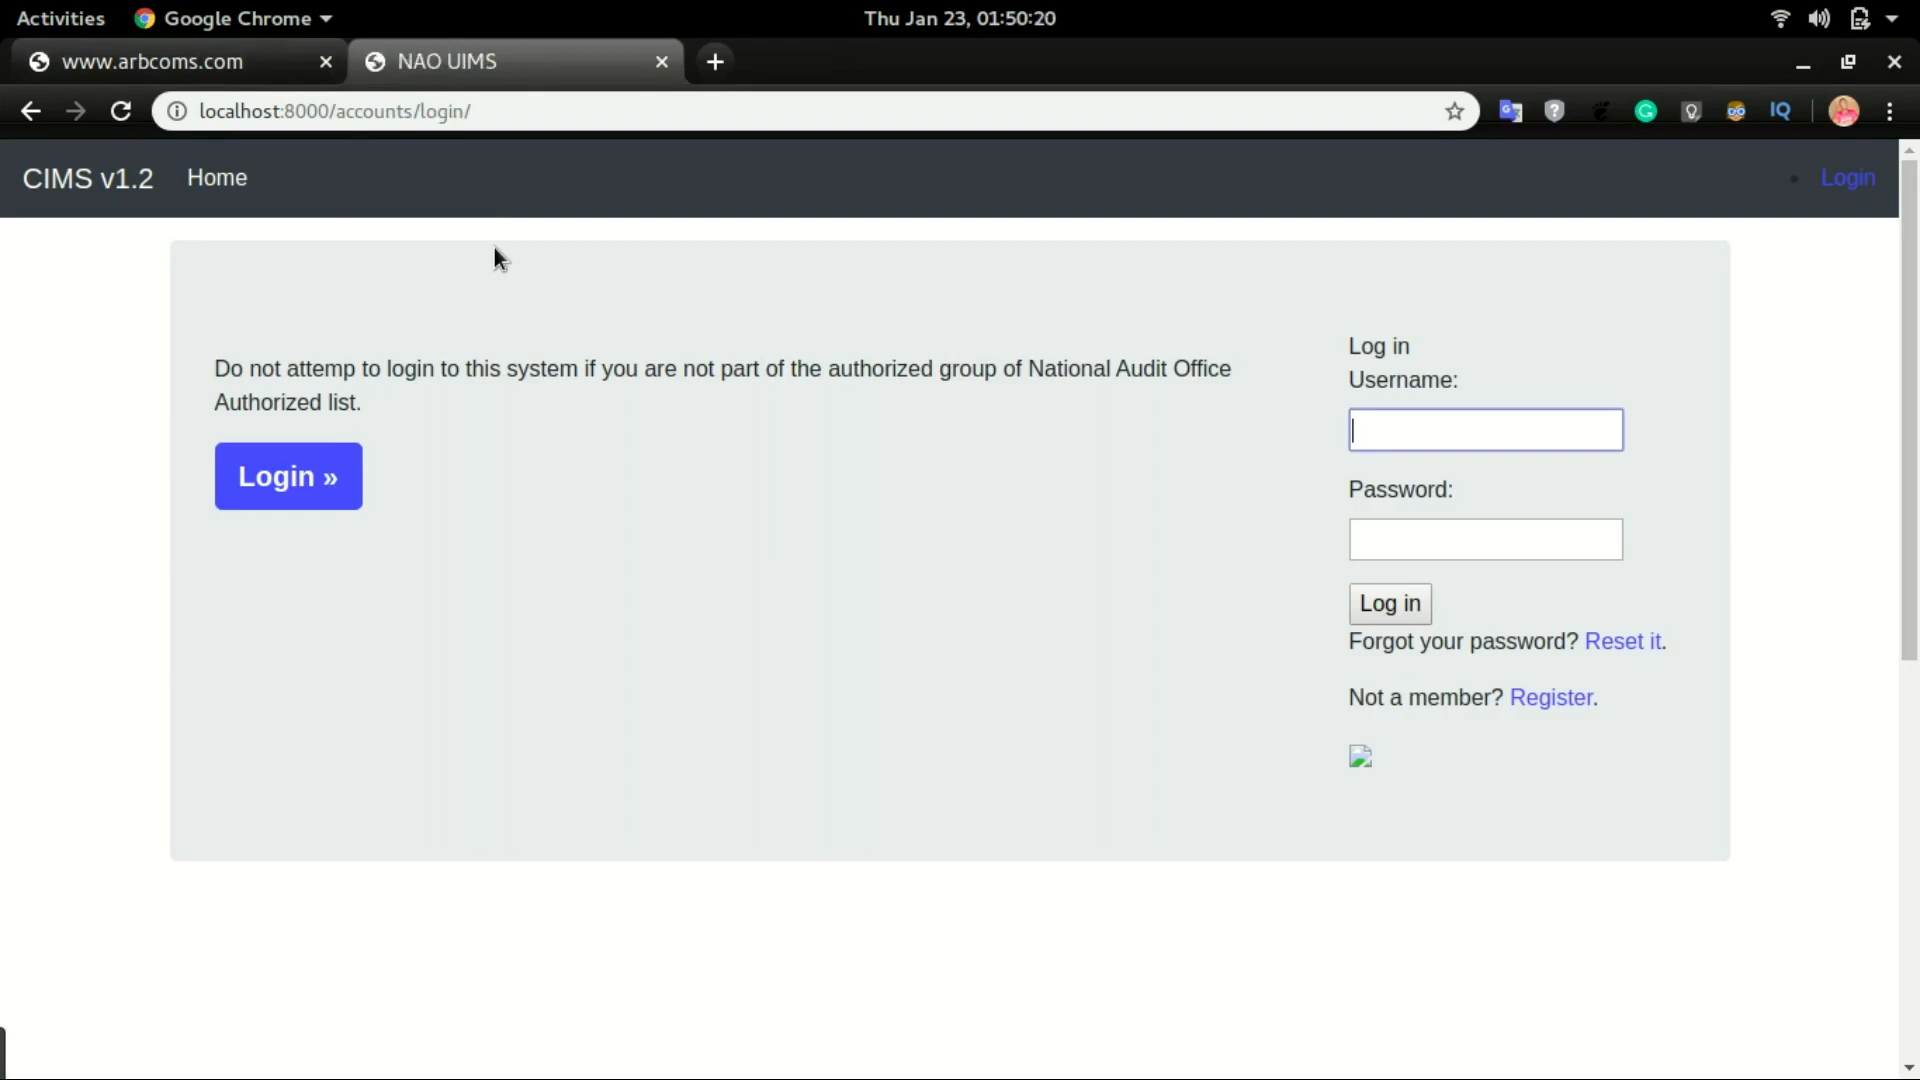 Activities Google Chrome Thu Jan 23, 01:50:20
www.arbcoms.com NAO UIMS
localhost:8000/accounts/login/ IQ
CIMS v1.2 Home Login
Do not attemp to login to this system if you are not part of the authorized group of National Audit Office
Authorized list.
Login »
Log in
Username:
Password:
Log in
Forgot your password? Reset it.
Not a member? Register.